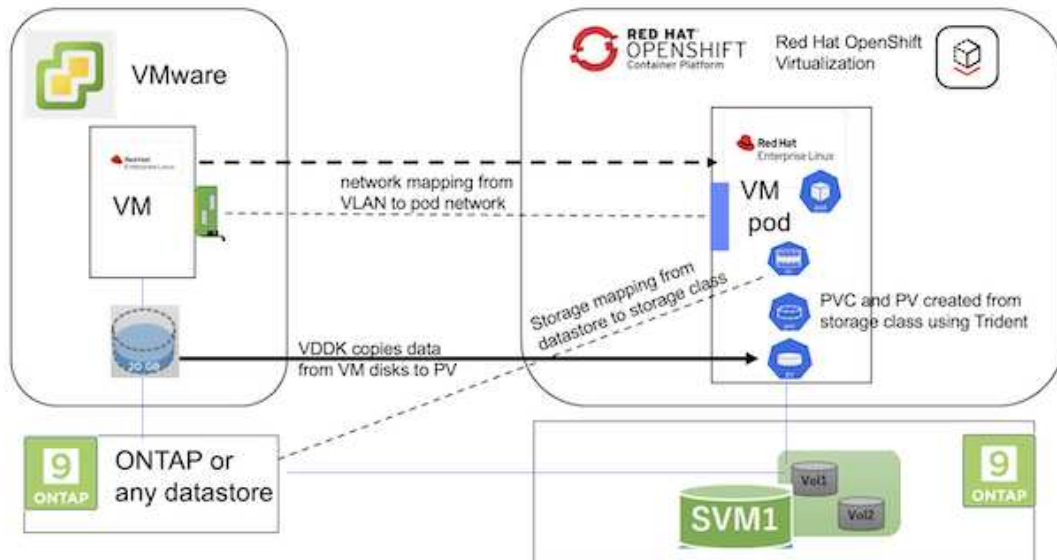 VMware
RED HAT
OPENSHIFT
Container Platform
Red Hat OpenShift
Virtualization
Red Hat
Enterprise Linux
VM
Red Hat
Enterprise Linux
VM
pod
network mapping from
VLAN to pod network
Storage mapping from
datastore to storage class
PVC and PV created from
storage class using Trident
VDDK copies data
from VM disks to PV
9
ONTAP
ONTAP or
any datastore
SVM1
Vol1
Vol2
9
ONTAP